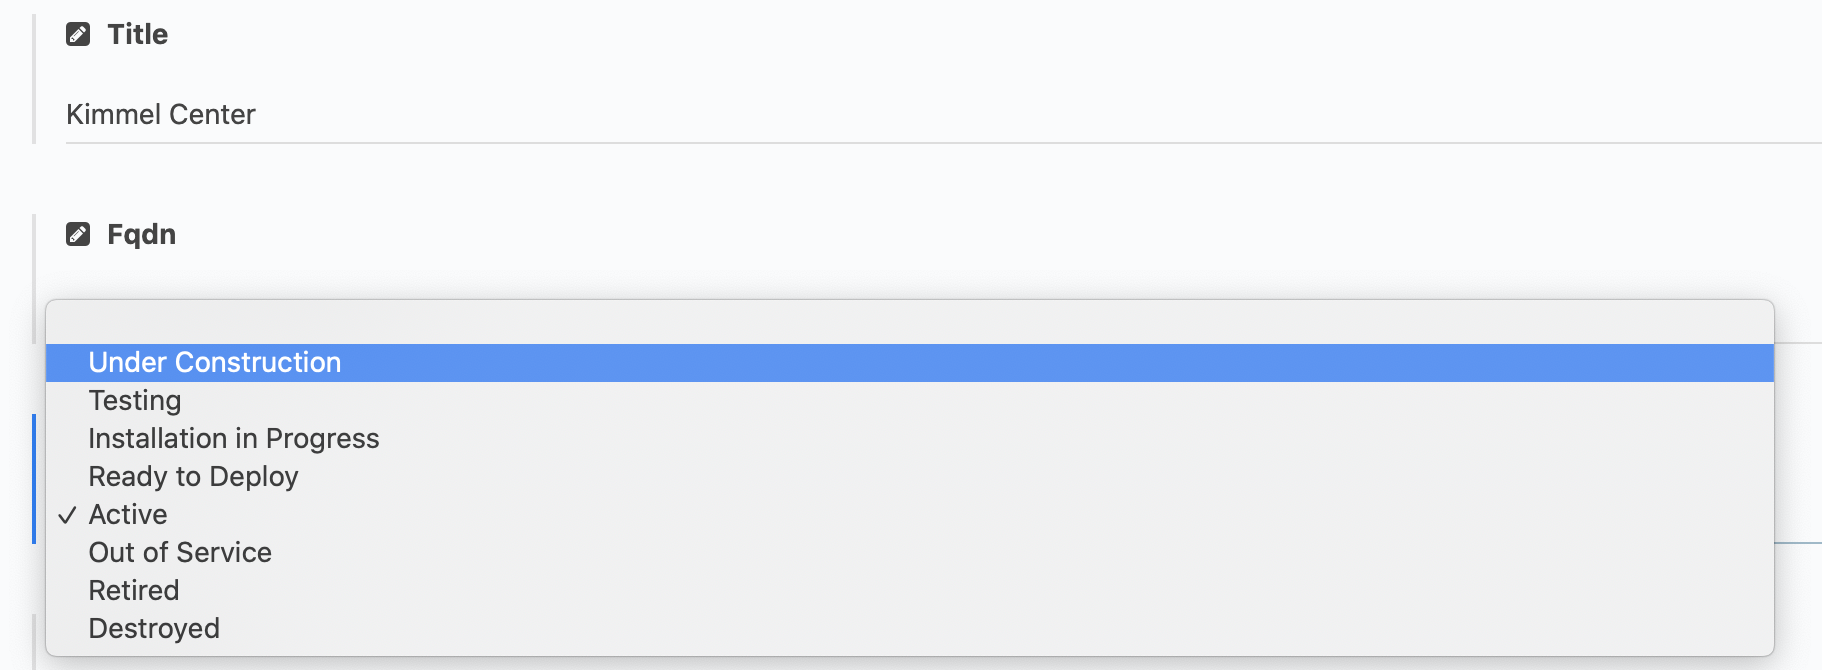 Title
Kimmel Center
Fqdn
Under Construction
Testing
Installation in Progress
Ready to Deploy
✓ Active
Out of Service
Retired
Destroyed